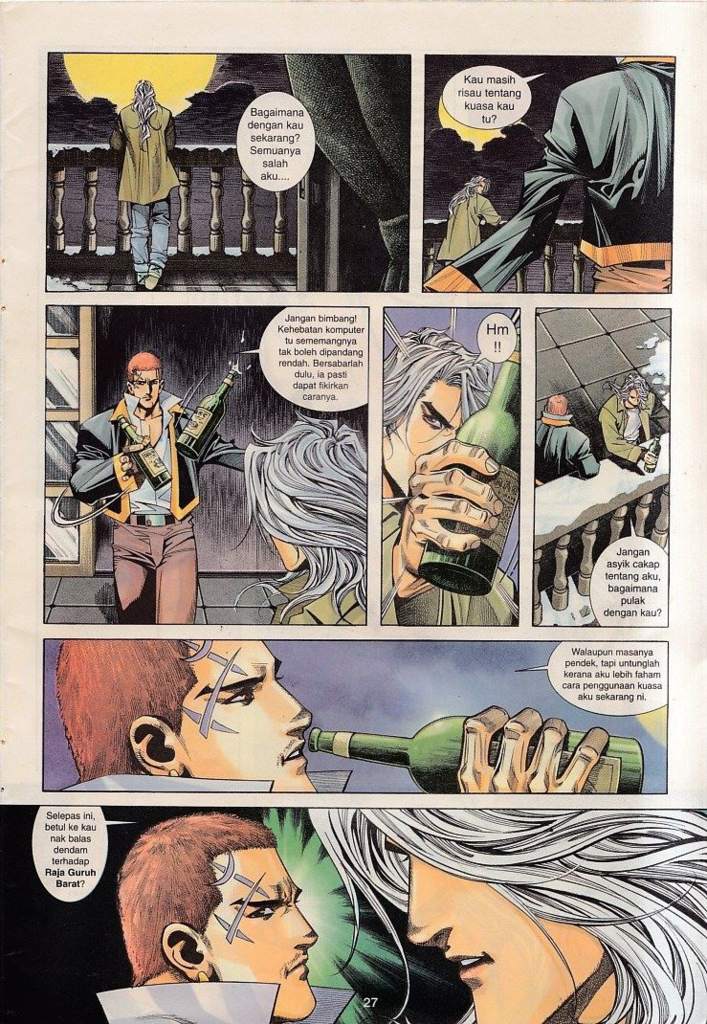 Bagaimana
dengan kau
sekarang?
Semuanya
salah
aku....
Kau masih
risau tentang
kuasa kau
tu?
Jangan bimbang!
Kehebatan komputer
tu sememangnya
tak boleh dipandang
rendah. Bersabarlah
dulu, ia pasti
dapat fikirkan
caranya.
Hm
!!
Jangan
asyik cakap
tentang aku,
bagaimana
pulak
dengan kau?
Walaupun masanya
pendek, tapi untunglah
kerana aku lebih faham
cara penggunaan kuasa
aku sekarang ni.
Selepas ini,
betul ke kau
nak balas
dendam
terhadap
Raja Guruh
Barat?
27